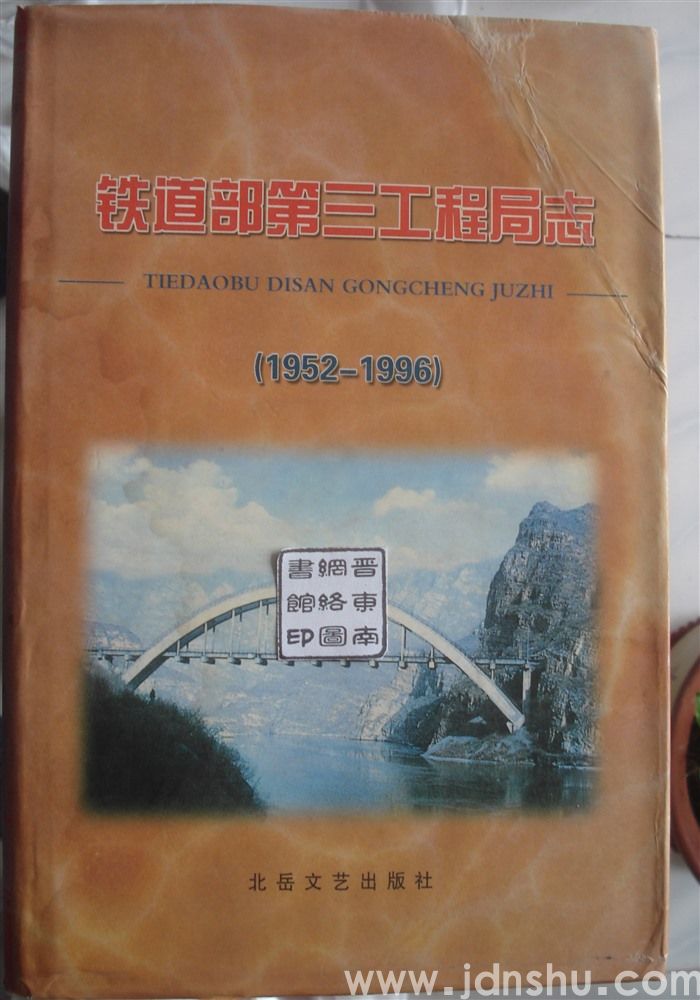 铁道部第三工程局志
TIEDAOBU DISAN GONGCHENG JUZHI
(1952-1996)
晋东南
網絡圖
書館印
北岳文艺出版社
www.jdnshu.com